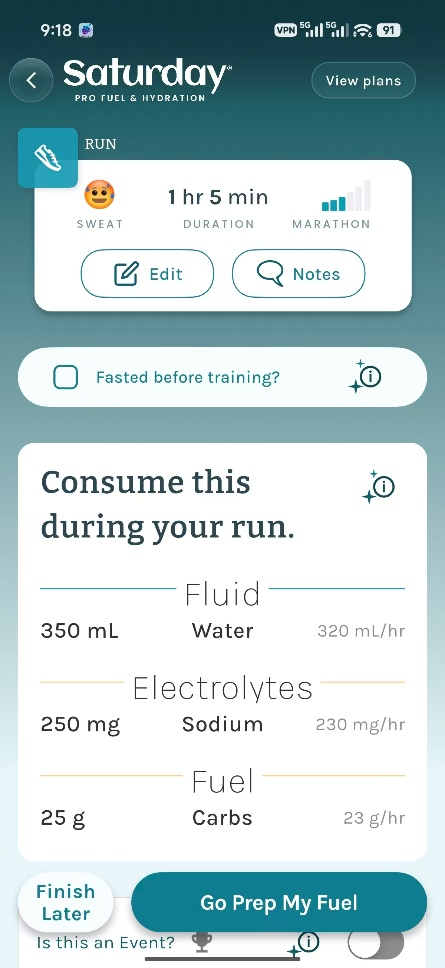 9:18 VPN 5G 5G 91
Saturday
PRO FUEL & HYDRATION
View plans
RUN
1 hr 5 min
SWEAT DURATION MARATHON
Edit Notes
Fasted before training?
Consume this
during your run.
Fluid
350 mL Water 320 mL/hr
Electrolytes
250 mg Sodium 230 mg/hr
Fuel
25 g Carbs 23 g/hr
Finish
Later
Go Prep My Fuel
Is this an Event?